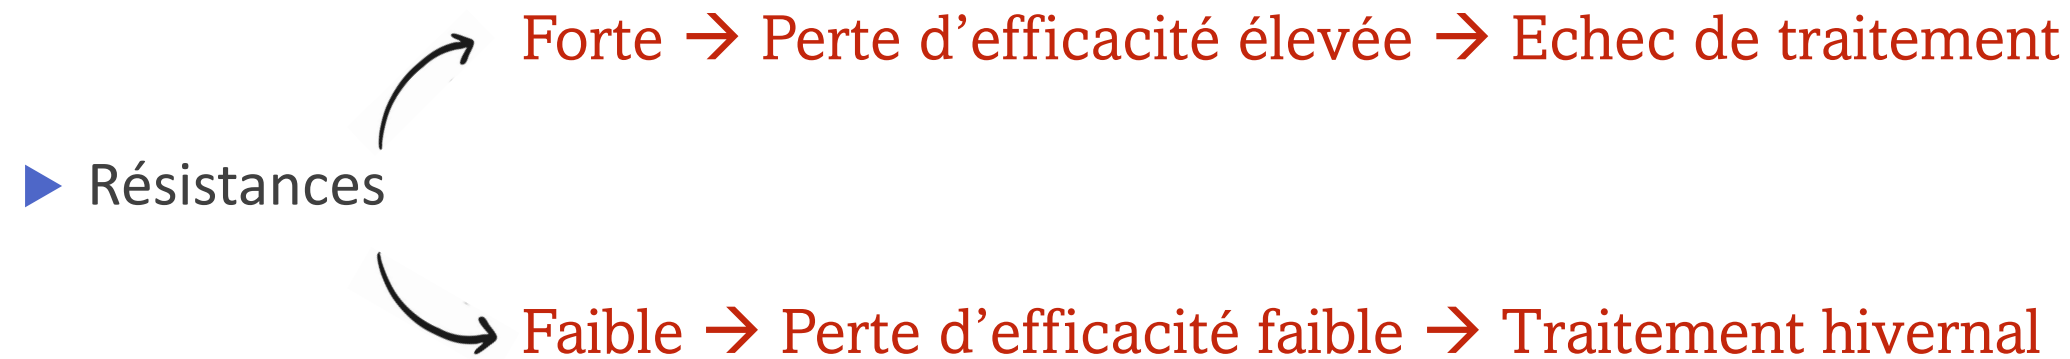 Forte → Perte d’efficacité élevée → Echec de traitement
Résistances
Faible → Perte d’efficacité faible → Traitement hivernal